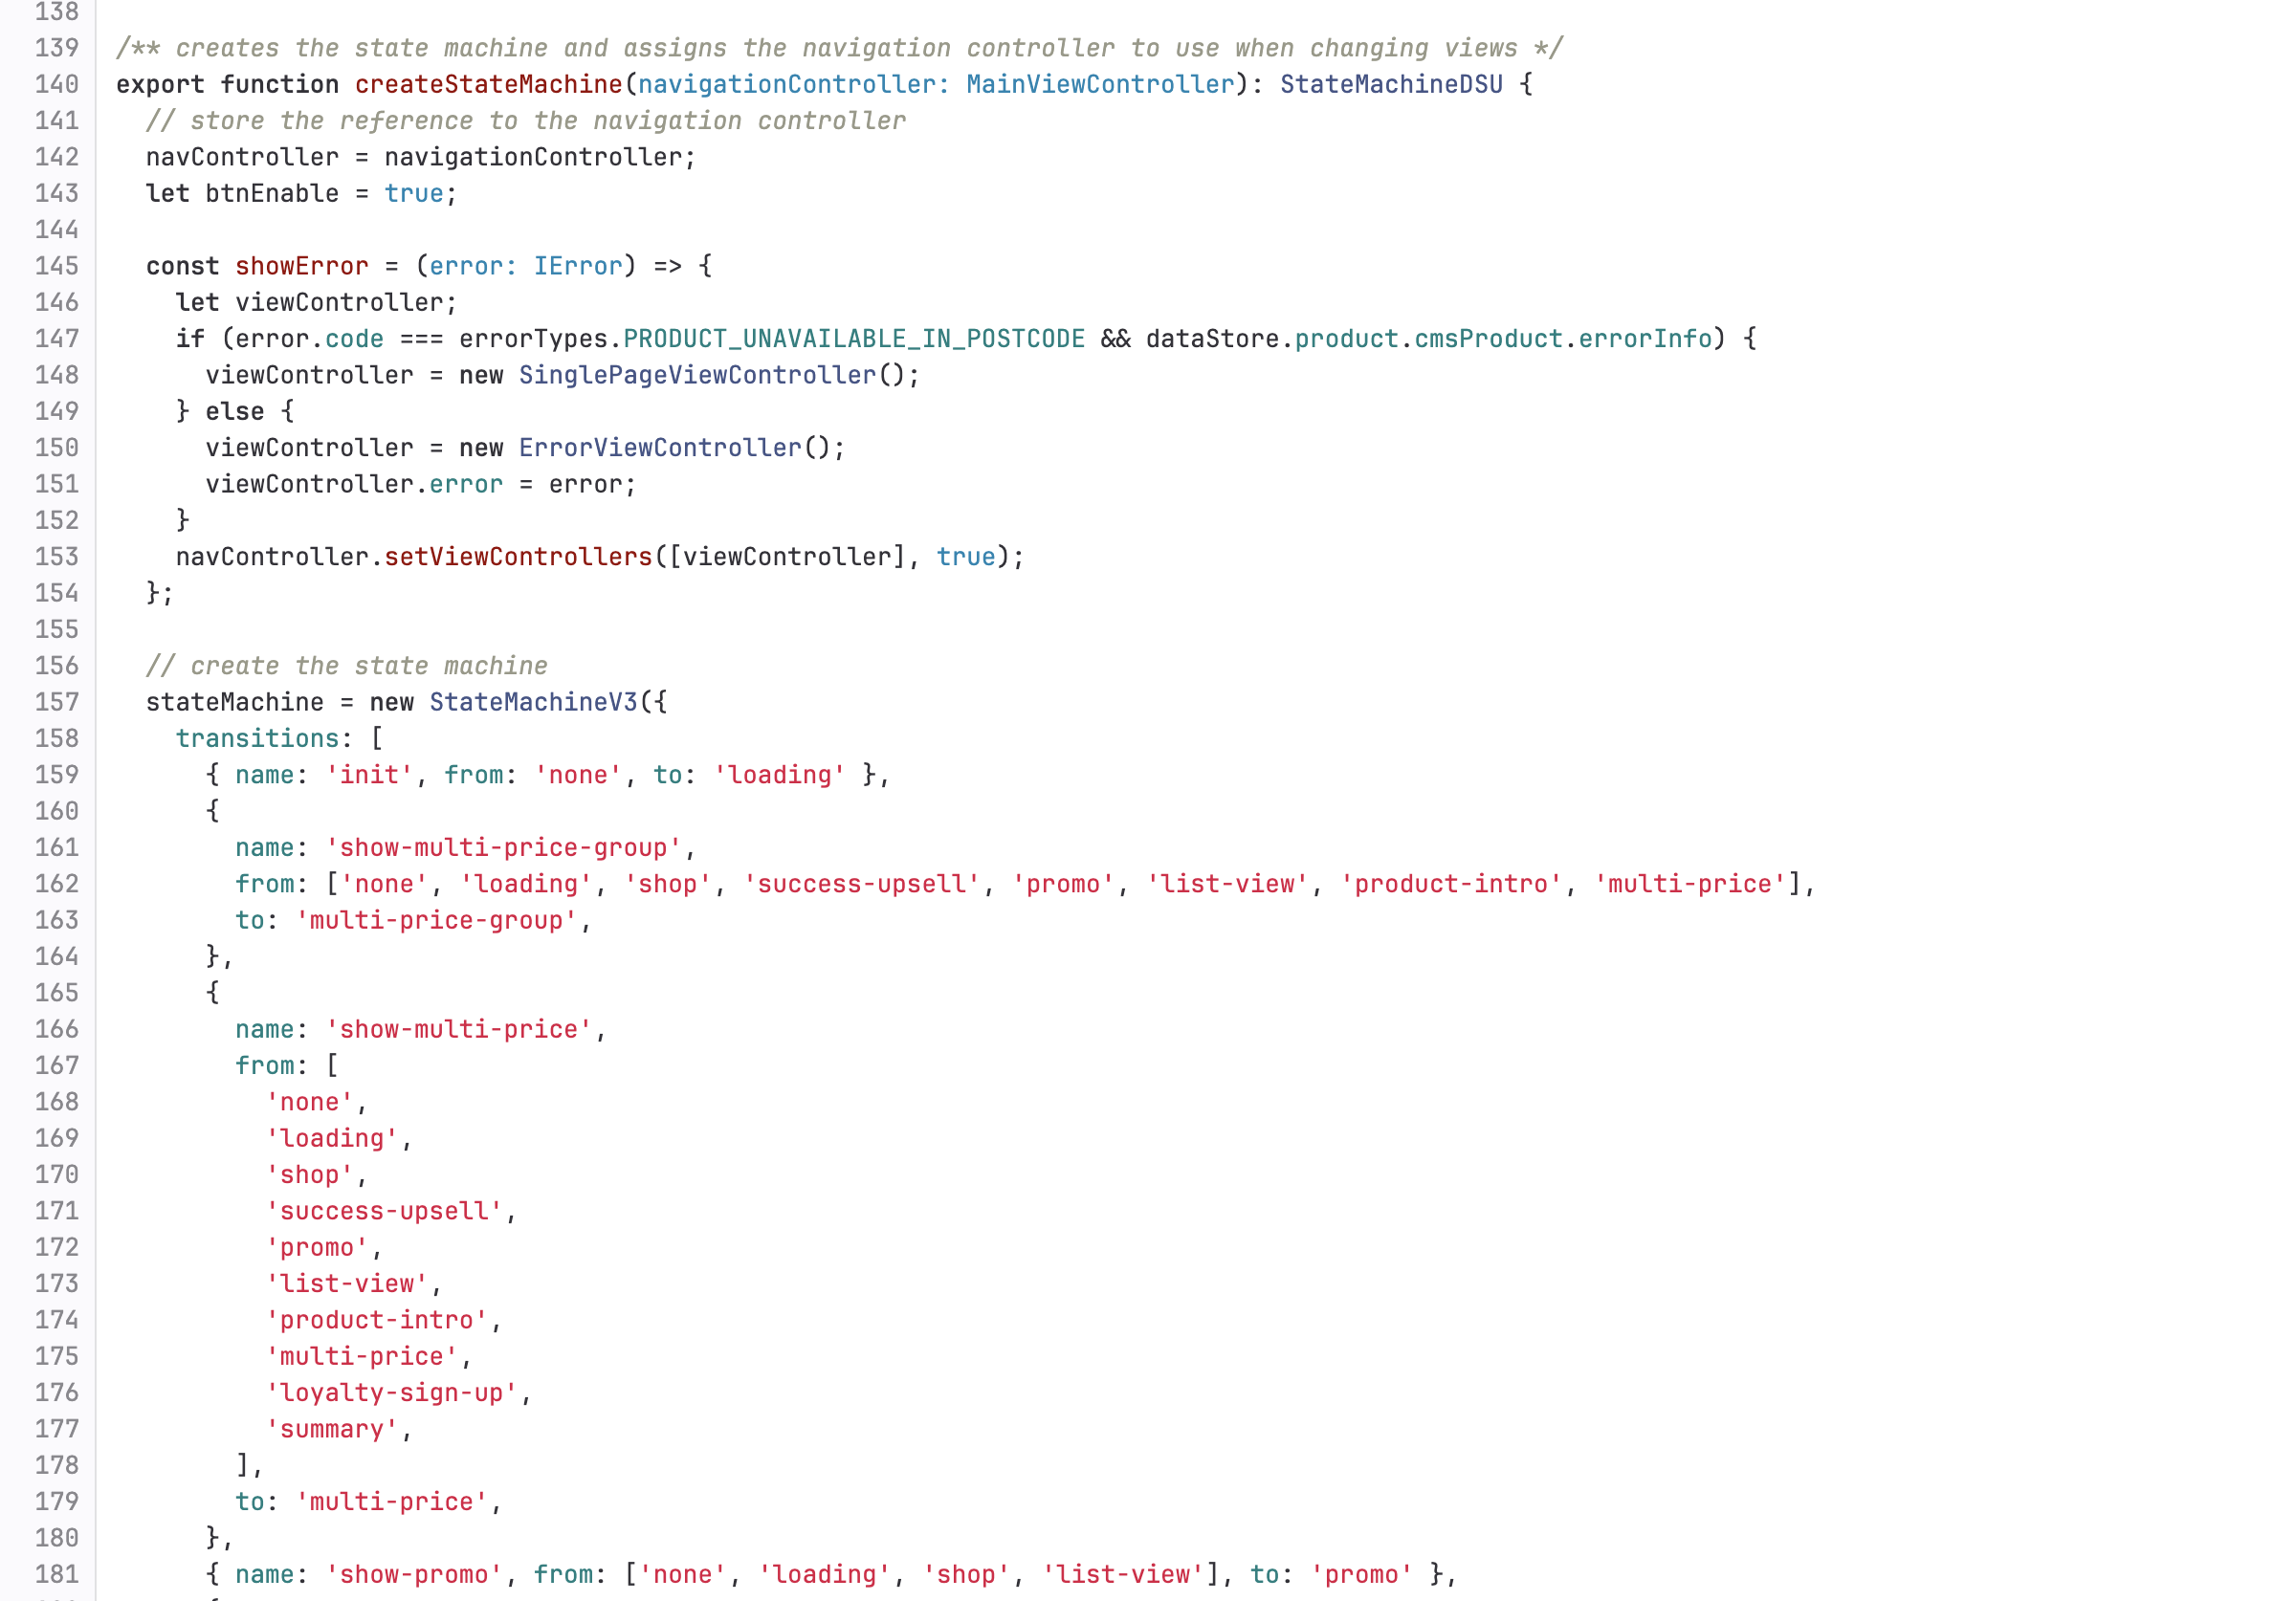 138
139 /** creates the state machine and assigns the navigation controller to use when changing views */
140 export function createStateMachine(navigationController: MainViewController): StateMachineDSU {
141   // store the reference to the navigation controller
142   navController = navigationController;
143   let btnEnable = true;
144
145   const showError = (error: IError) => {
146     let viewController;
147     if (error.code === errorTypes.PRODUCT_UNAVAILABLE_IN_POSTCODE && dataStore.product.cmsProduct.errorInfo) {
148       viewController = new SinglePageViewController();
149     } else {
150       viewController = new ErrorViewController();
151       viewController.error = error;
152     }
153     navController.setViewControllers([viewController], true);
154   };
155
156   // create the state machine
157   stateMachine = new StateMachineV3({
158     transitions: [
159       { name: 'init', from: 'none', to: 'loading' },
160       {
161         name: 'show-multi-price-group',
162         from: ['none', 'loading', 'shop', 'success-upsell', 'promo', 'list-view', 'product-intro', 'multi-price'],
163         to: 'multi-price-group',
164       },
165       {
166         name: 'show-multi-price',
167         from: [
168           'none',
169           'loading',
170           'shop',
171           'success-upsell',
172           'promo',
173           'list-view',
174           'product-intro',
175           'multi-price',
176           'loyalty-sign-up',
177           'summary',
178         ],
179         to: 'multi-price',
180       },
181       { name: 'show-promo', from: ['none', 'loading', 'shop', 'list-view'], to: 'promo' },